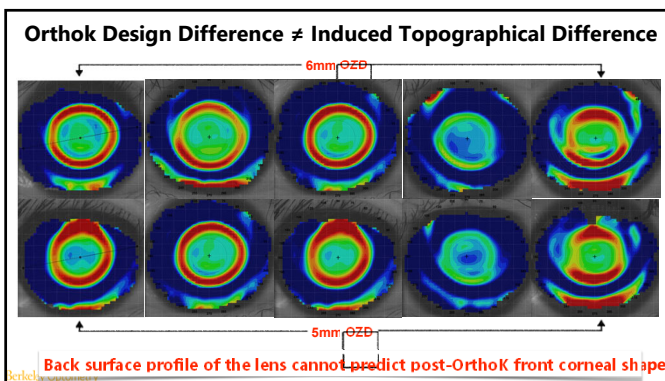 Orthok Design Difference ≠ Induced Topographical Difference
6mm OZD
5mm OZD
Back surface profile of the lens cannot predict post-OrthoK front corneal shape